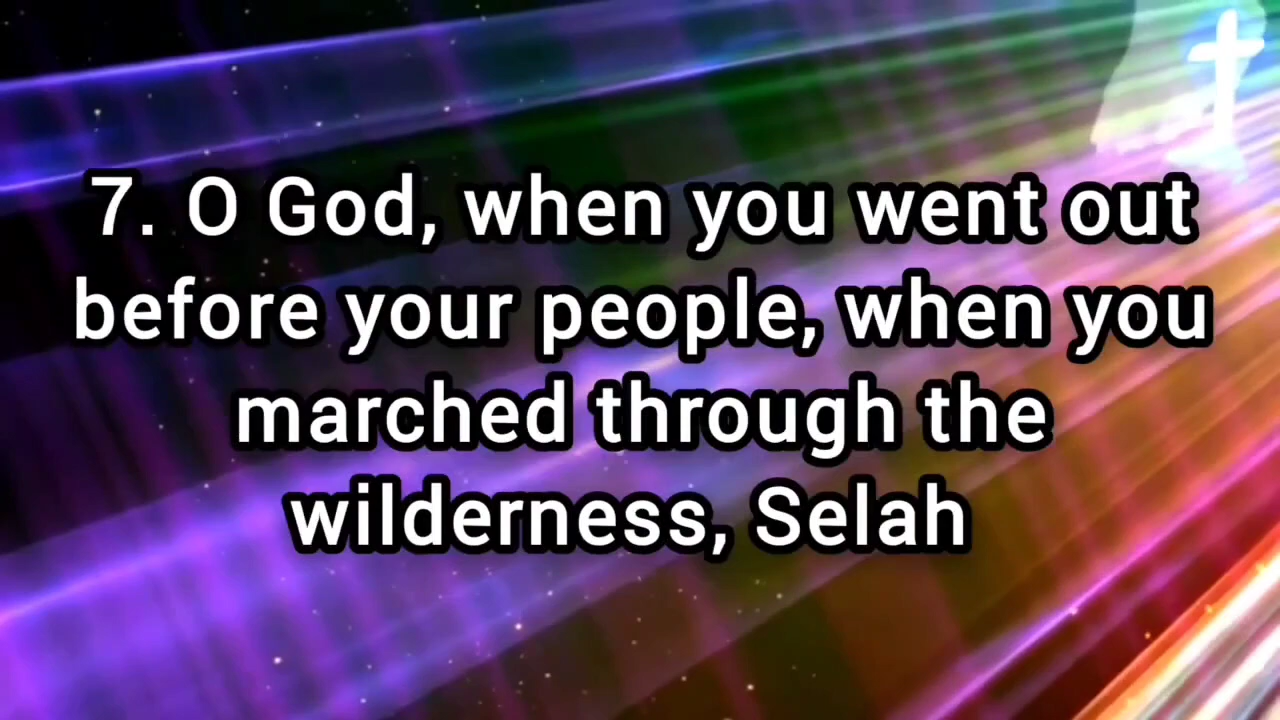 7. O God, when you went out
before your people, when you
marched through the
wilderness, Selah